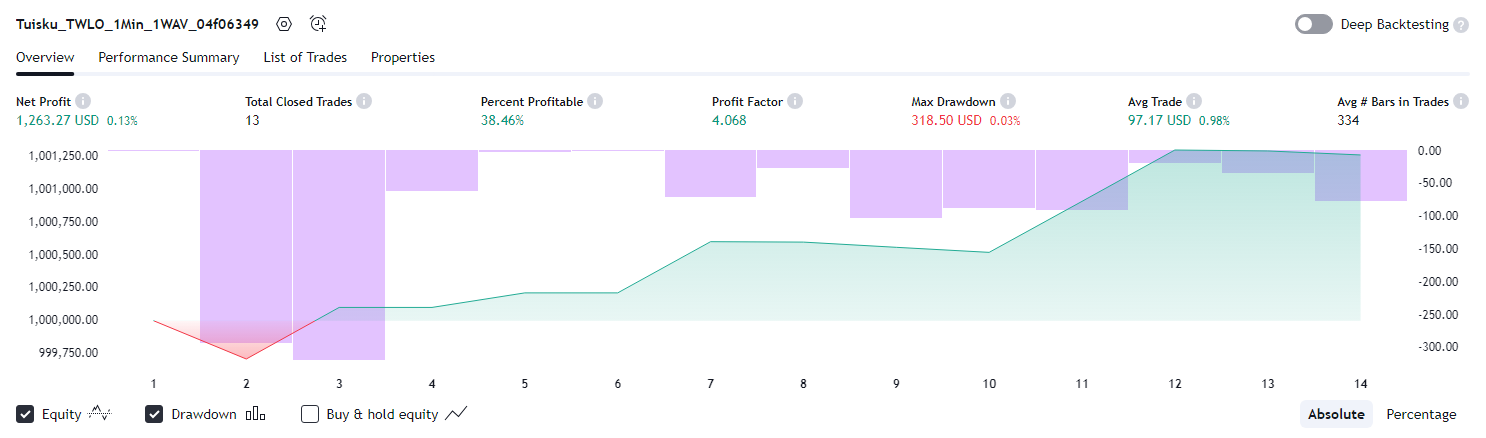 Tuisku_TWLO_1Min_1WAV_04f06349 Deep Backtesting ?
Overview Performance Summary List of Trades Properties
Net Profit i Total Closed Trades i Percent Profitable i Profit Factor i Max Drawdown i Avg Trade i Avg # Bars in Trades i
1,263.27 USD 0.13% 13 38.46% 4.068 318.50 USD 0.03% 97.17 USD 0.98% 334
1,001,250.00 0.00
1,001,000.00 -50.00
1,000,750.00 -100.00
1,000,500.00 -150.00
1,000,250.00 -200.00
1,000,000.00 -250.00
999,750.00 -300.00
1 2 3 4 5 6 7 8 9 10 11 12 13 14
Equity Drawdown Buy & hold equity Absolute Percentage